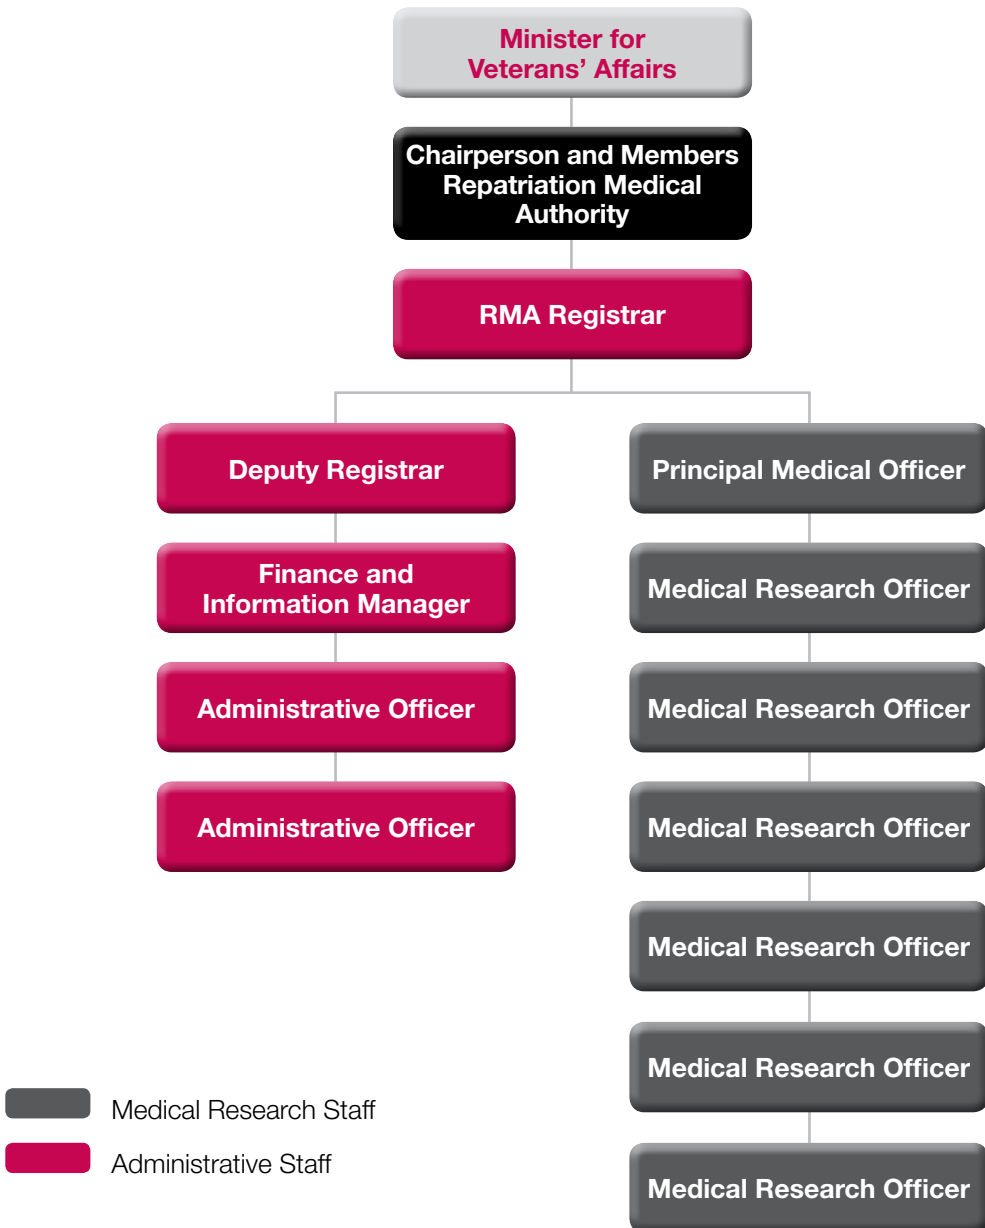 Minister for
Veterans’ Affairs
Chairperson and Members
Repatriation Medical
Authority
RMA Registrar
Deputy Registrar
Finance and
Information Manager
Administrative Officer
Administrative Officer
Principal Medical Officer
Medical Research Officer
Medical Research Officer
Medical Research Officer
Medical Research Officer
Medical Research Officer
Medical Research Officer
Medical Research Staff
Administrative Staff